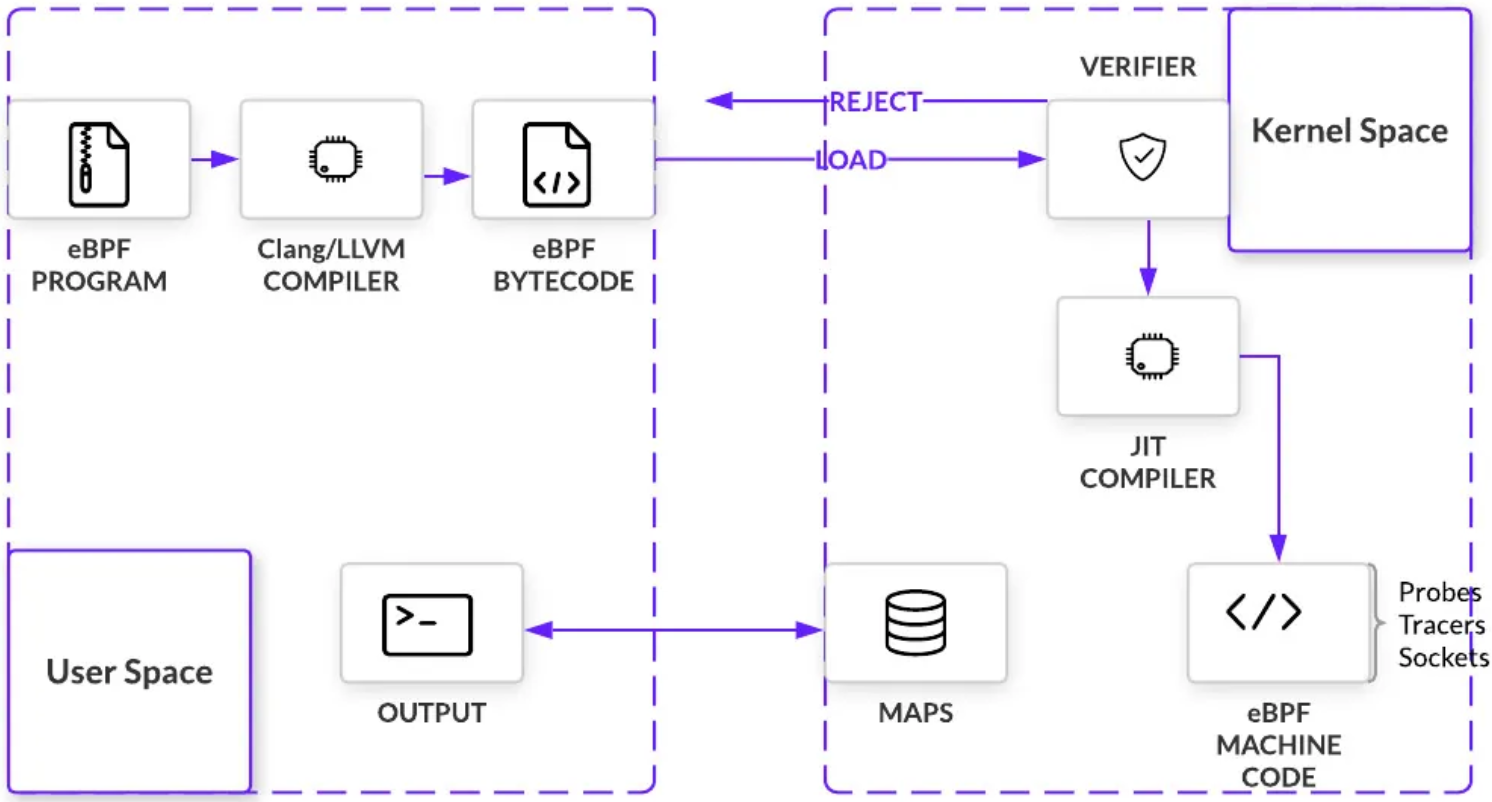 VERIFIER
REJECT
Kernel Space
LOAD
eBPF
PROGRAM
Clang/LLVM
COMPILER
eBPF
BYTECODE
JIT
COMPILER
User Space
OUTPUT
MAPS
Probes
Tracers
Sockets
eBPF
MACHINE
CODE